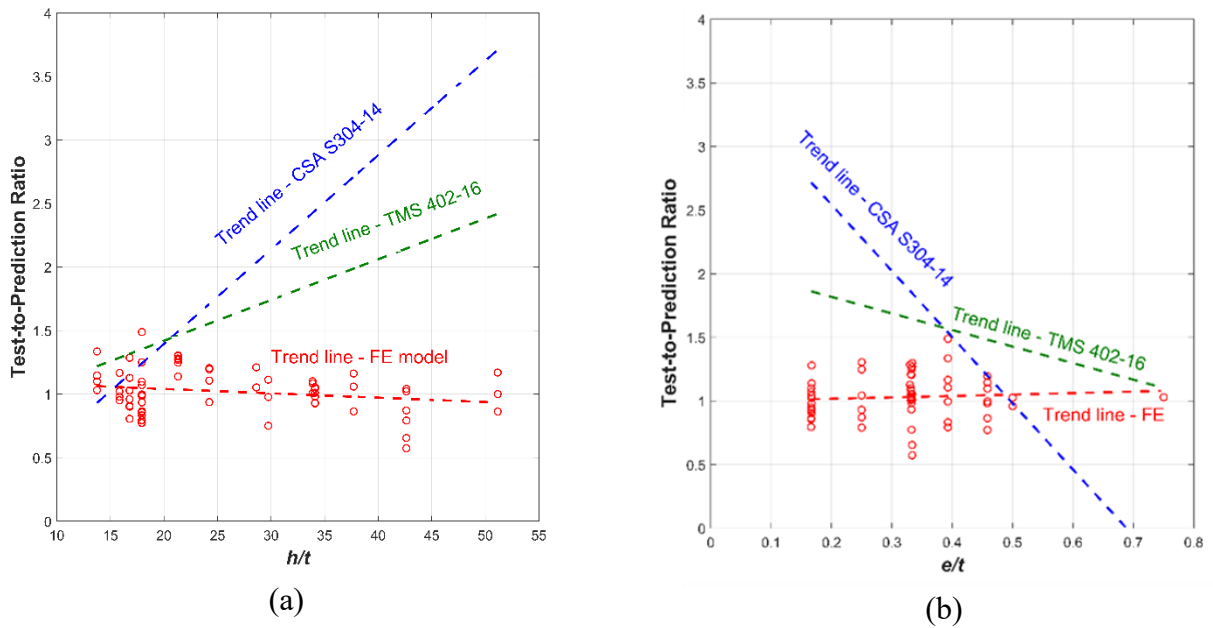 4
3.5
3
2.5
2
1.5
1
0.5
0
Test-to-Prediction Ratio
Trend line - CSA S304-14
Trend line - TMS 402-16
Trend line - FE model
10 15 20 25 30 35 40 45 50 55
h/t
(a)
4
3.5
3
2.5
2
1.5
1
0.5
0
Test-to-Prediction Ratio
Trend line - CSA S304-14
Trend line - TMS 402-16
Trend line - FE
0 0.1 0.2 0.3 0.4 0.5 0.6 0.7 0.8
e/t
(b)